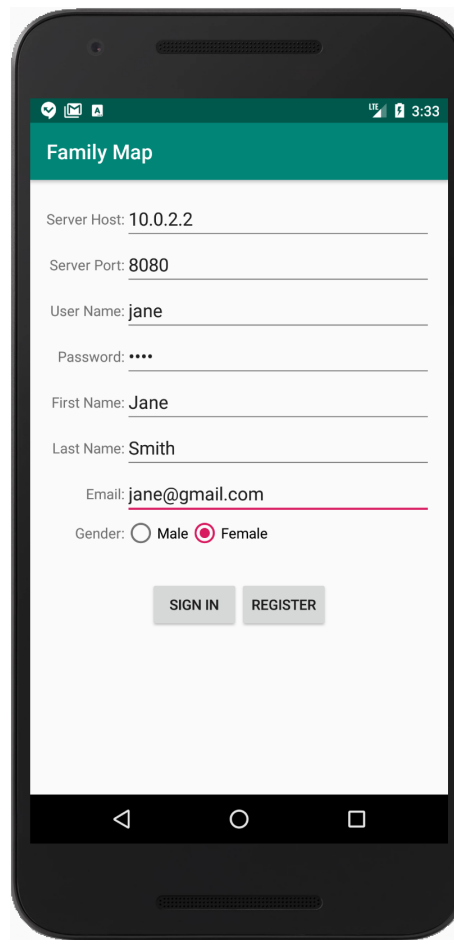 LTE 3:33
Family Map
Server Host: 10.0.2.2
Server Port: 8080
User Name: jane
Password: ••••
First Name: Jane
Last Name: Smith
Email: jane@gmail.com
Gender: Male Female
SIGN IN REGISTER